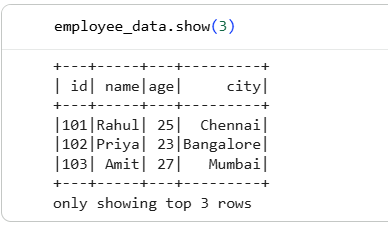 employee_data.show(3)
+---+-----+---+---------+
| id| name|age|     city|
+---+-----+---+---------+
|101|Rahul| 25|  Chennai|
|102|Priya| 23|Bangalore|
|103| Amit| 27|   Mumbai|
+---+-----+---+---------+
only showing top 3 rows